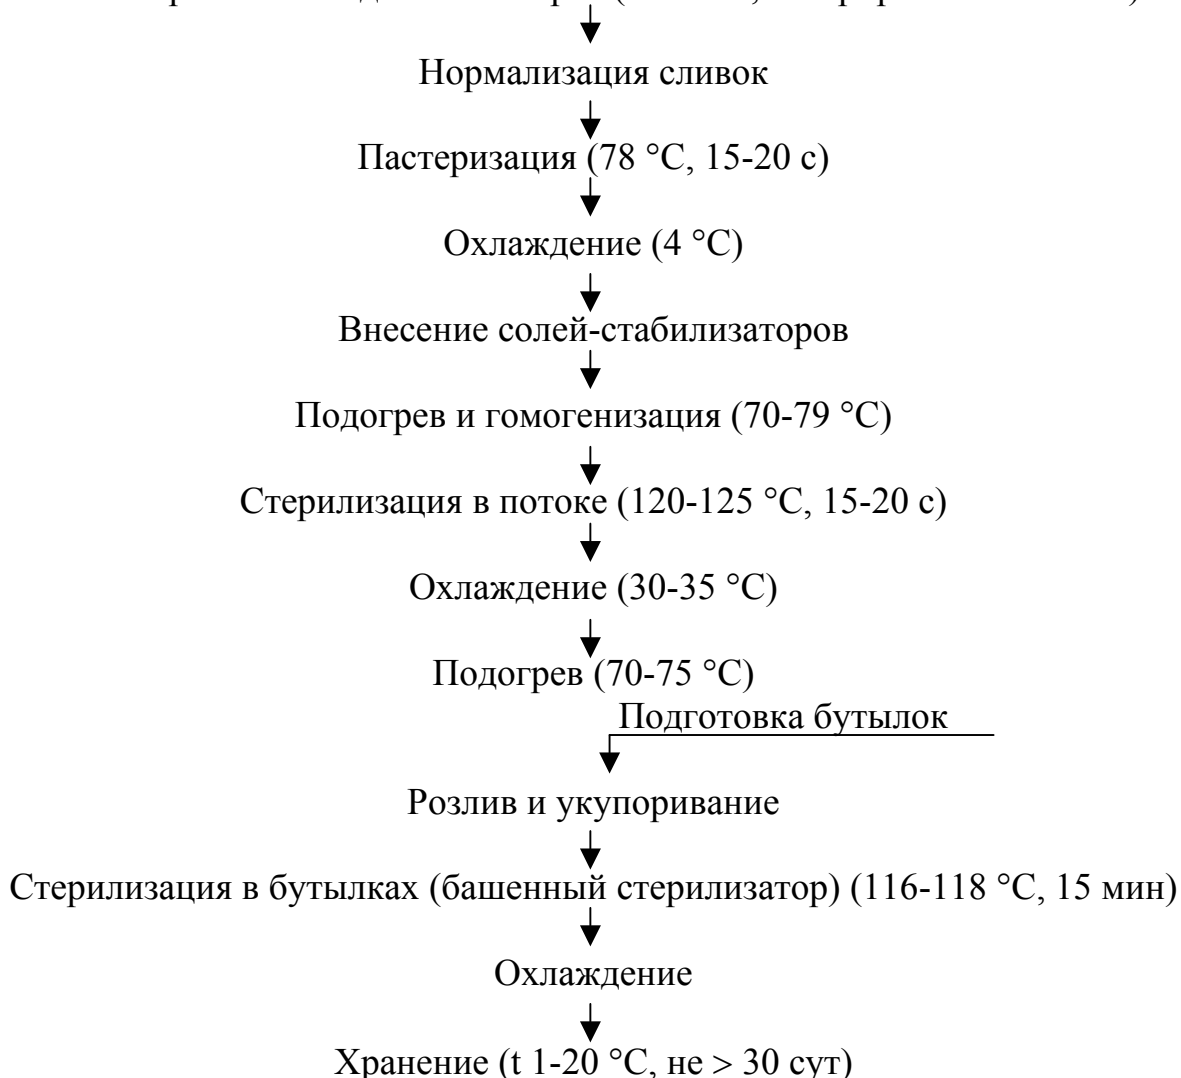 Нормализация сливок
Пастеризация (78 °С, 15-20 с)
Охлаждение (4 °С)
Внесение солей-стабилизаторов
Подогрев и гомогенизация (70-79 °С)
Стерилизация в потоке (120-125 °С, 15-20 с)
Охлаждение (30-35 °С)
Подогрев (70-75 °С)
Подготовка бутылок
Розлив и укупоривание
Стерилизация в бутылках (башенный стерилизатор) (116-118 °С, 15 мин)
Охлаждение
Хранение (t 1-20 °С, не > 30 сут)